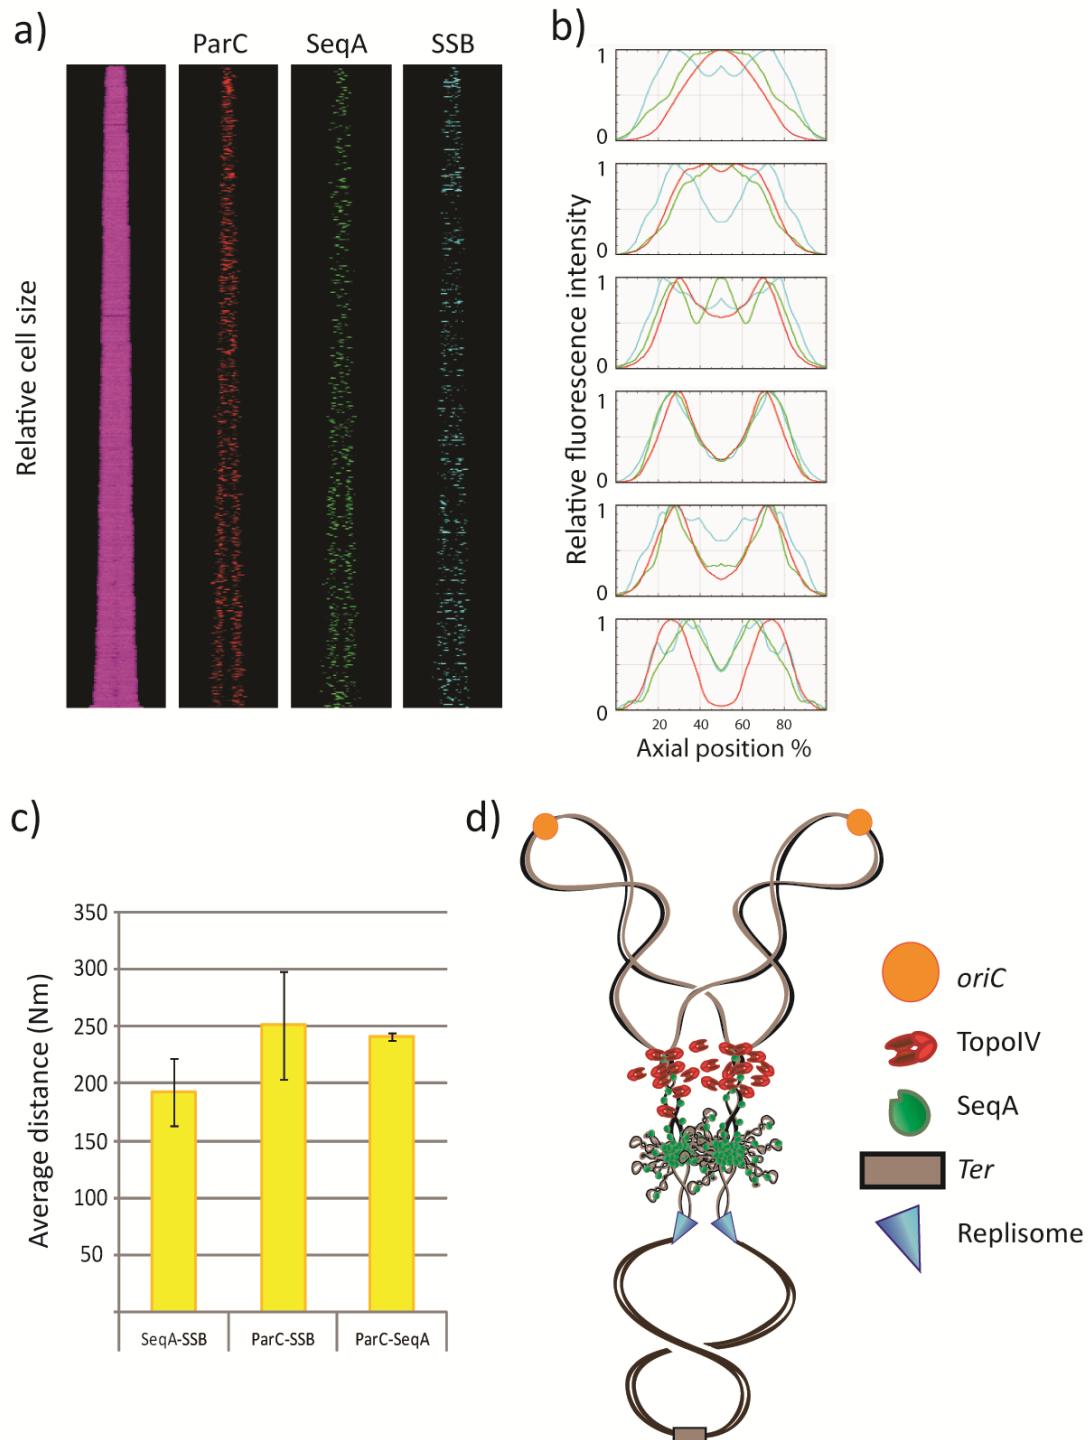 a)
ParC
SeqA
SSB
Relative cell size
b)
1
0
1
0
1
0
1
0
1
0
1
0
20
40
60
80
Relative fluorescence intensity
Axial position %
c)
350
300
250
200
150
100
50
Average distance (Nm)
SeqA-SSB
ParC-SSB
ParC-SeqA
d)
oriC
TopoIV
SeqA
Ter
Replisome